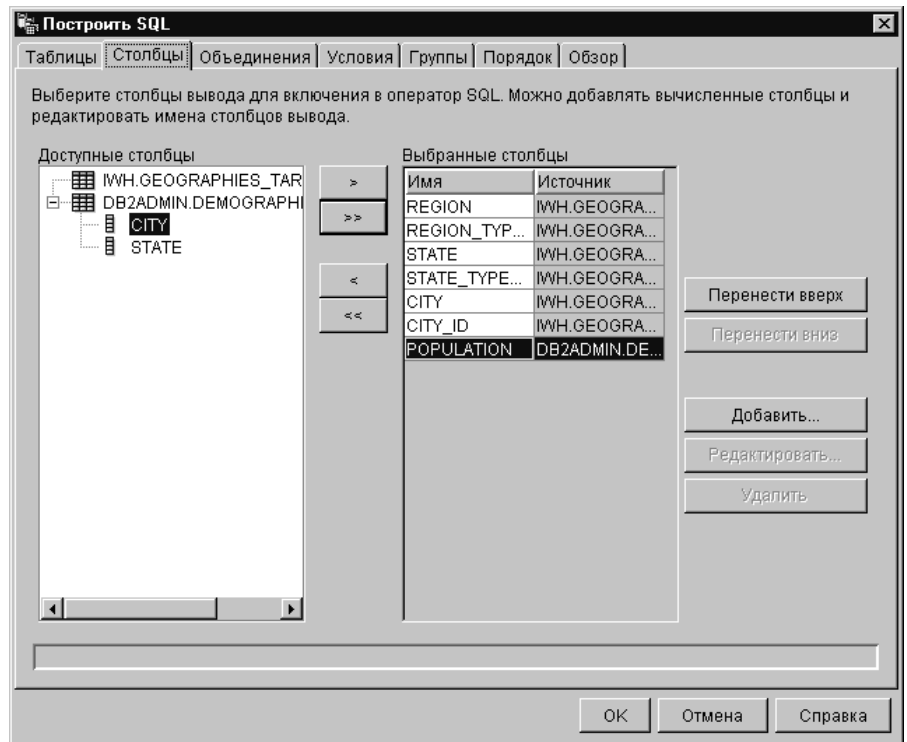 Построить SQL
Таблицы Столбцы Объединения Условия Группы Порядок Обзор
Выберите столбцы вывода для включения в оператор SQL. Можно добавлять вычисленные столбцы и
редактировать имена столбцов вывода.
Доступные столбцы
IWH.GEOGRAPHIES_TAR
DB2ADMIN.DEMOGRAPHI
CITY
STATE
>
>>
<
<<
Выбранные столбцы
Имя Источник
REGION IWH.GEOGRA...
REGION_TYP... IWH.GEOGRA...
STATE IWH.GEOGRA...
STATE_TYPE... IWH.GEOGRA...
CITY IWH.GEOGRA...
CITY_ID IWH.GEOGRA...
POPULATION DB2ADMIN.DE...
Перенести вверх
Перенести вниз
Добавить...
Редактировать...
Удалить
OK Отмена Справка